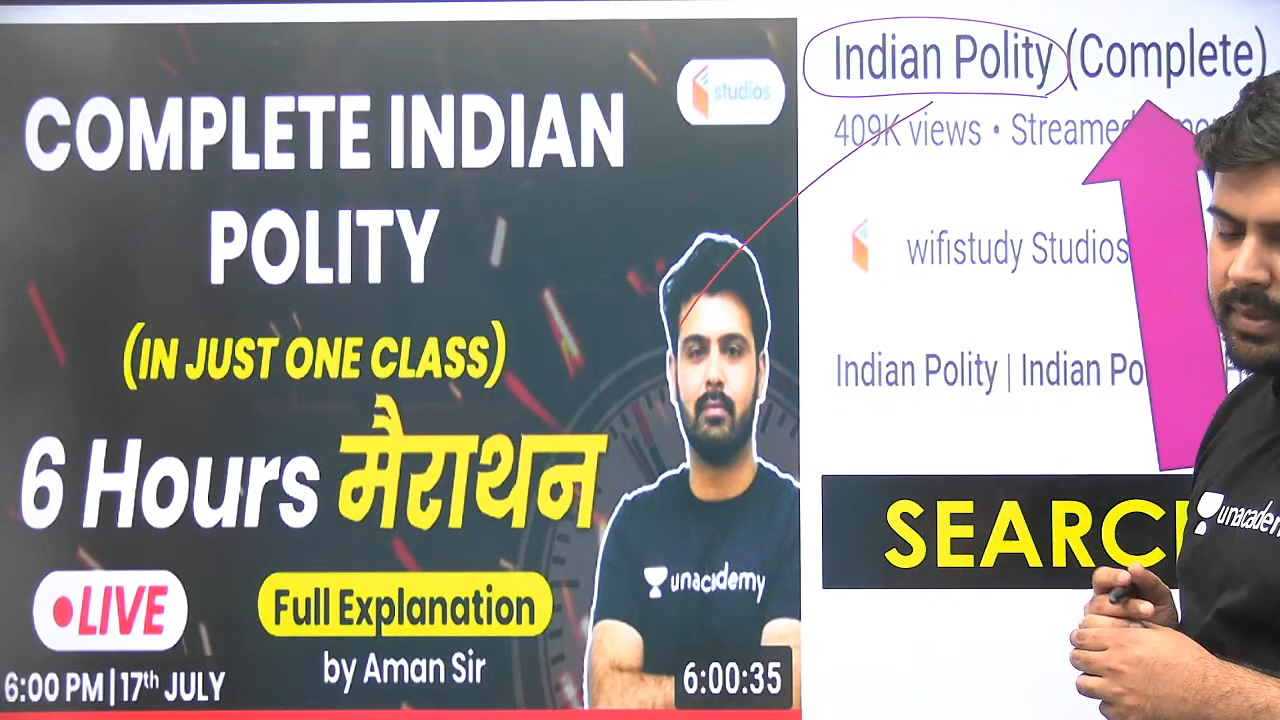 COMPLETE INDIAN
POLITY
(IN JUST ONE CLASS)
6 Hours मैराथन
LIVE
Full Explanation
by Aman Sir
6:00 PM | 17th JULY
6:00:35
studios
unacademy
Indian Polity (Complete)
409K views • Streamed
wifistudy Studios
Indian Polity | Indian Po
SEARC
unacadem